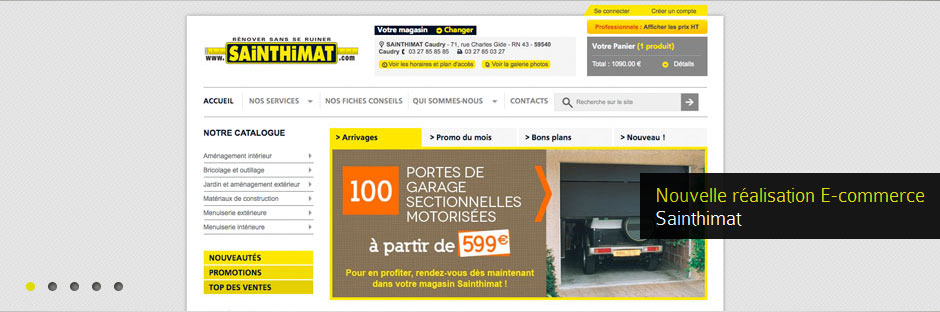 Se connecter
Créer un compte
RÉNOVER SANS SE RUINER
www.SAiNTHiMAT.com
Votre magasin Changer
SAINTHIMAT Caudry - 71, rue Charles Gide - RN 43 - 59540
Caudry 03 27 85 85 85 03 27 85 03 27
Voir les horaires et plan d'accès
Voir la galerie photos
Professionnels : Afficher les prix HT
Votre Panier (1 produit)
Total : 1090.00 €
Détails
ACCUEIL
NOS SERVICES
NOS FICHES CONSEILS
QUI SOMMES-NOUS
CONTACTS
Recherche sur le site
NOTRE CATALOGUE
Aménagement intérieur
Bricolage et outillage
Jardin et aménagement extérieur
Matériaux de construction
Menuiserie extérieure
Menuiserie intérieure
NOUVEAUTÉS
PROMOTIONS
TOP DES VENTES
> Arrivages
> Promo du mois
> Bons plans
> Nouveau !
100
PORTES DE
GARAGE
SECTIONNELLES
MOTORISÉES
à partir de 599€
Pour en profiter, rendez-vous dès maintenant
dans votre magasin Sainthimat !
Nouvelle réalisation E-commerce
Sainthimat